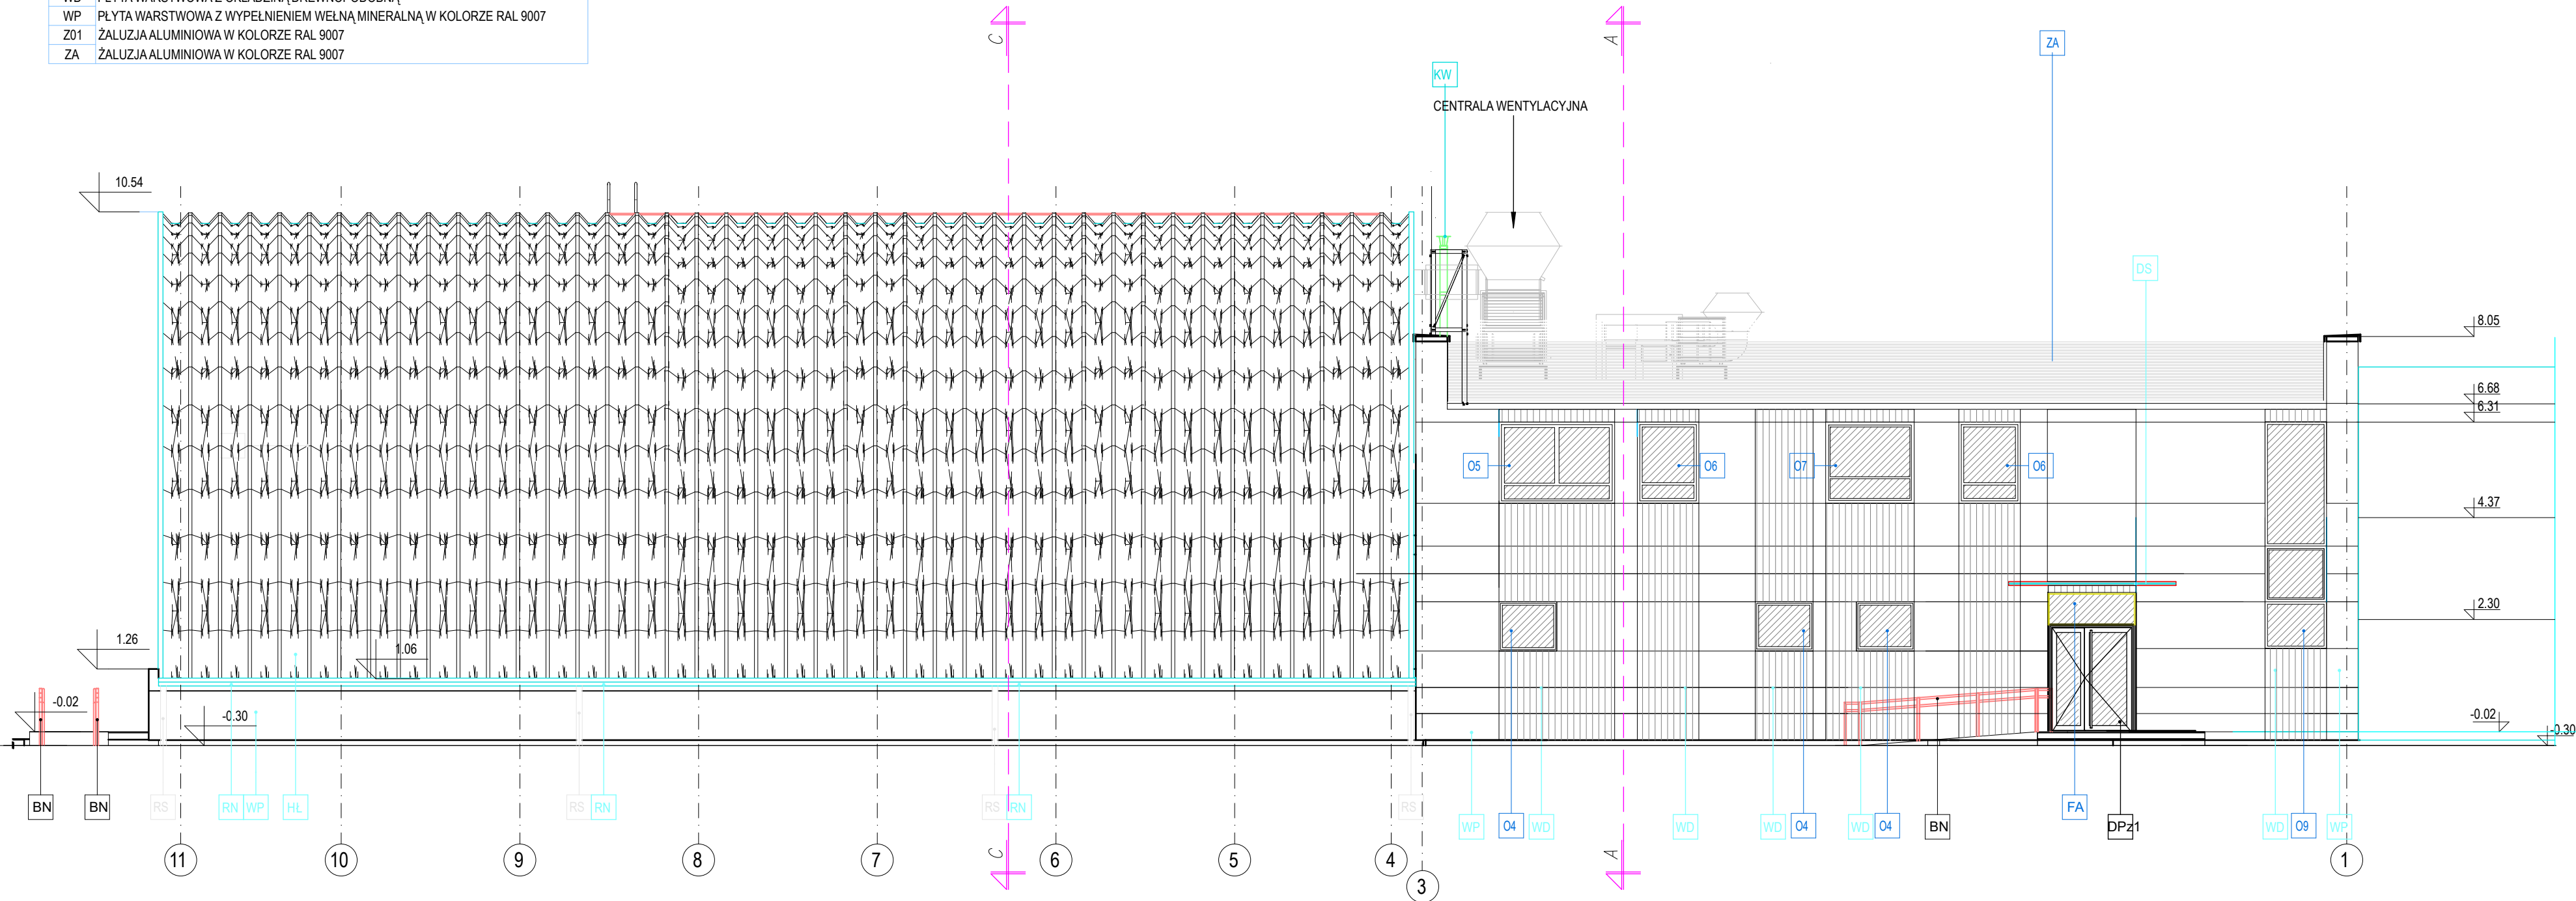 WP PŁYTA WARSTWOWA Z WYPEŁNIENIEM WEŁNĄ MINERALNĄ W KOLORZE RAL 9007
Z01 ŻALUZJA ALUMINIOWA W KOLORZE RAL 9007
ZA ŻALUZJA ALUMINIOWA W KOLORZE RAL 9007
C A ZA
KW
CENTRALA WENTYLACYJNA
10.54
DS
8.05
6.68
6.31
O5 O6 O7 O6
4.37
2.30
1.26
1.06
-0.02
-0.30
-0.02
-0.30
BN BN RS RN WP HŁ RS RN RS RN RS
FA
WP O4 WD WD WD O4 WD O4 BN DPz1 WD O9 WP
11 10 9 8 7 C 6 5 4 A 1
3